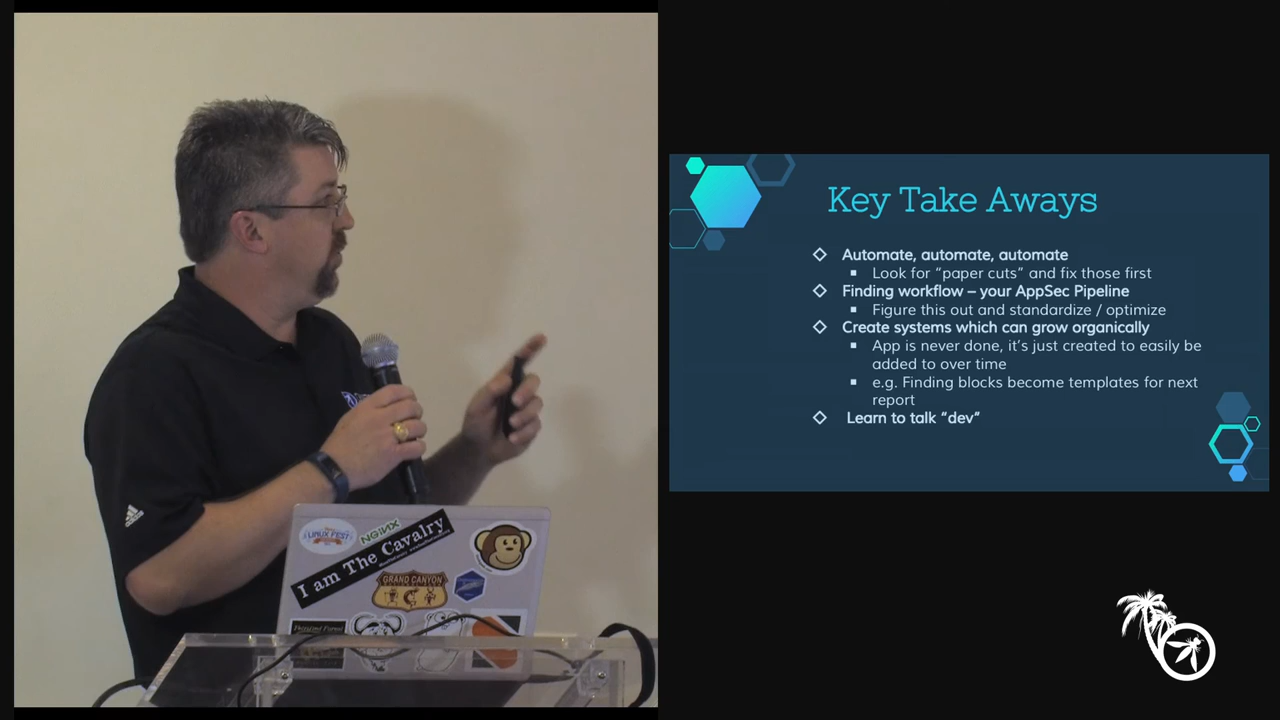 Key Take Aways
Automate, automate, automate
Look for "paper cuts" and fix those first
Finding workflow – your AppSec Pipeline
Figure this out and standardize / optimize
Create systems which can grow organically
App is never done, it's just created to easily be
added to over time
e.g. Finding blocks become templates for next
report
Learn to talk "dev"
LINUX FEST
NGiNX
I am The Cavalry
GRAND CANYON